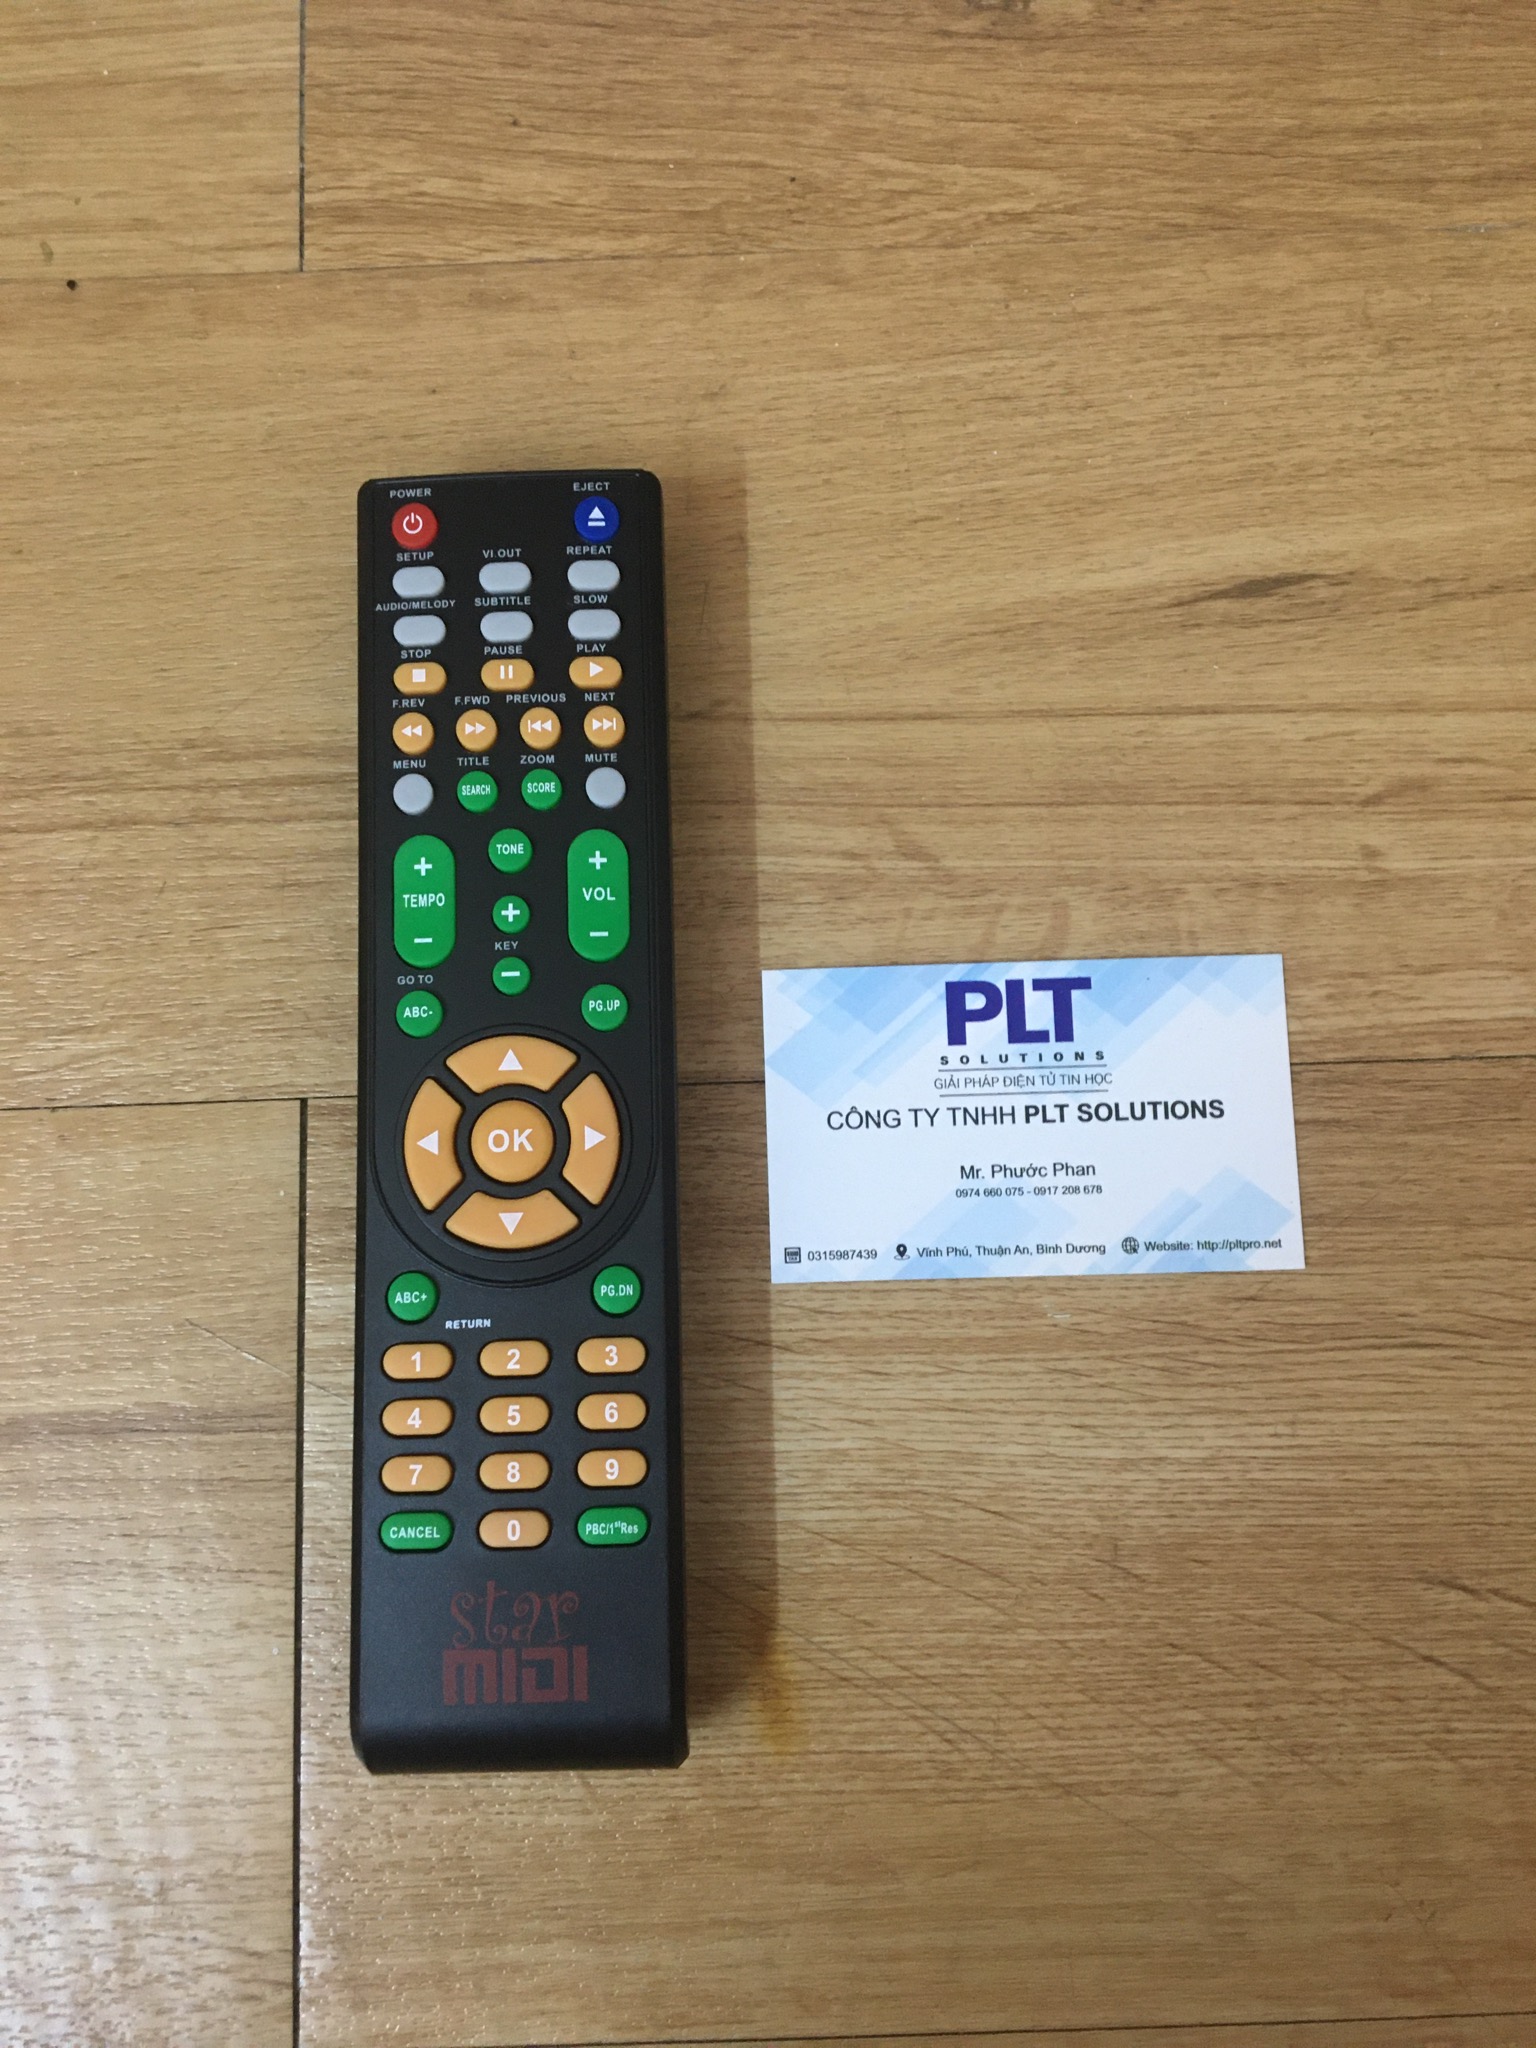 POWER EJECT
SETUP VI.OUT REPEAT
AUDIO/MELODY SUBTITLE SLOW
STOP PAUSE PLAY
F.REV F.FWD PREVIOUS NEXT
MENU TITLE ZOOM MUTE
SEARCH SCORE
TONE
+ TEMPO −
+ VOL −
+ KEY −
GO TO
ABC- PG.UP
OK
ABC+ PG.DN
RETURN
1 2 3
4 5 6
7 8 9
CANCEL 0 PBC/1stRes
star
MIDI
PLT
SOLUTIONS
GIẢI PHÁP ĐIỆN TỬ TIN HỌC
CÔNG TY TNHH PLT SOLUTIONS
Mr. Phước Phan
0974 660 075 - 0917 208 678
0315987439 Vĩnh Phú, Thuận An, Bình Dương Website: http://pltpro.net